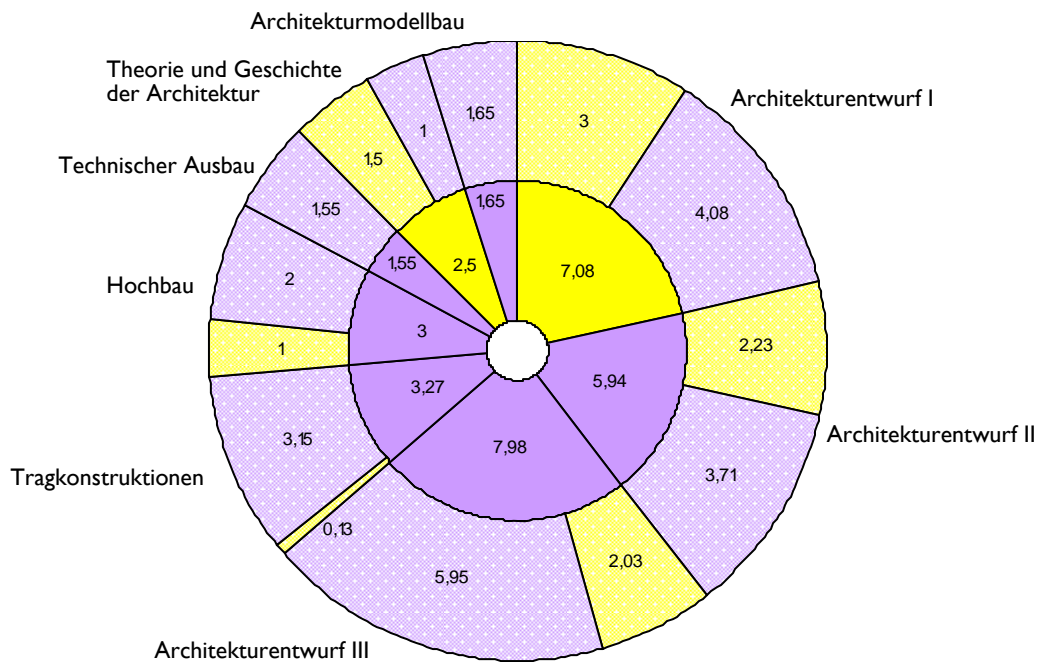 Architekturmodellbau
Theorie und Geschichte
der Architektur
Architekturentwurf I
Technischer Ausbau
Hochbau
Architekturentwurf II
Tragkonstruktionen
Architekturentwurf III
3
4,08
2,23
3,71
2,03
5,95
0,13
3,15
1
2
1,55
1,5
1
1,65
7,08
5,94
7,98
3,27
3
1,55
2,5
1,65